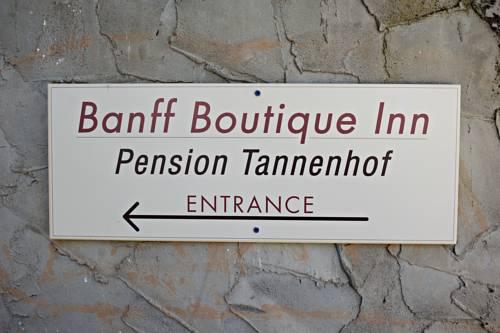 Banff Boutique Inn
Pension Tannenhof
ENTRANCE